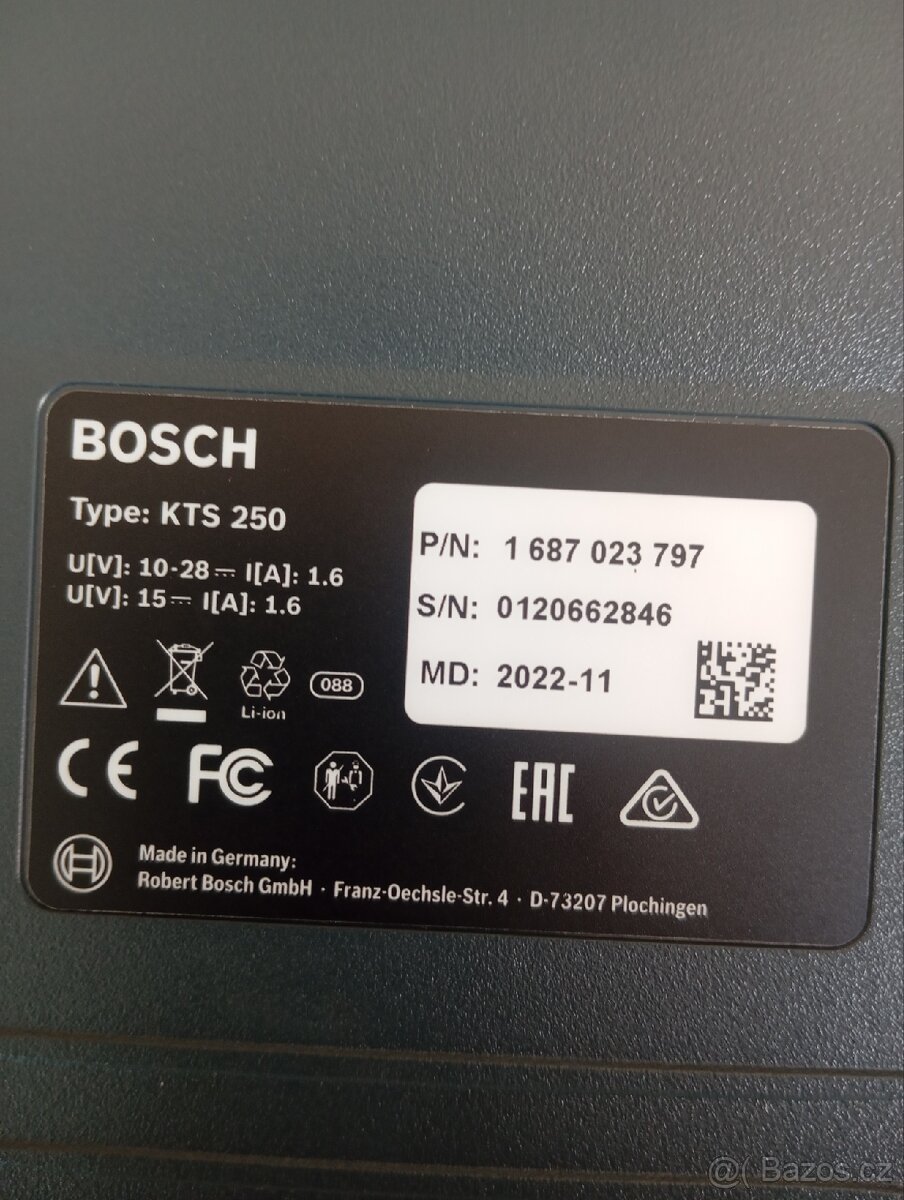 BOSCH
Type: KTS 250
U[V]: 10-28⎓ I[A]: 1.6
U[V]: 15⎓ I[A]: 1.6
P/N: 1 687 023 797
S/N: 0120662846
MD: 2022-11
088
Li-ion
CE FC EAC
Made in Germany:
Robert Bosch GmbH · Franz-Oechsle-Str. 4 · D-73207 Plochingen
@( Bazos.cz